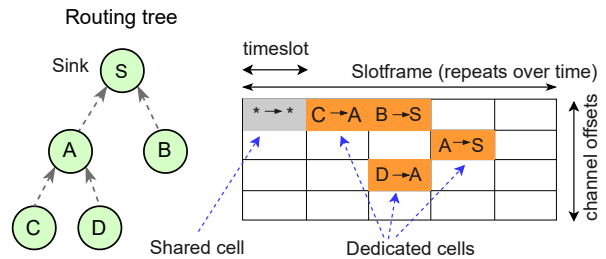 Routing tree
Sink
S
A
B
C
D
timeslot
Slotframe (repeats over time)
* → * C → A B → S
A → S
D → A
channel offsets
Shared cell
Dedicated cells